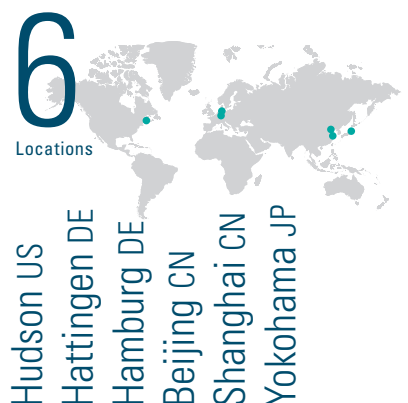 6
Locations
Hudson US
Hattingen DE
Hamburg DE
Beijing CN
Shanghai CN
Yokohama JP